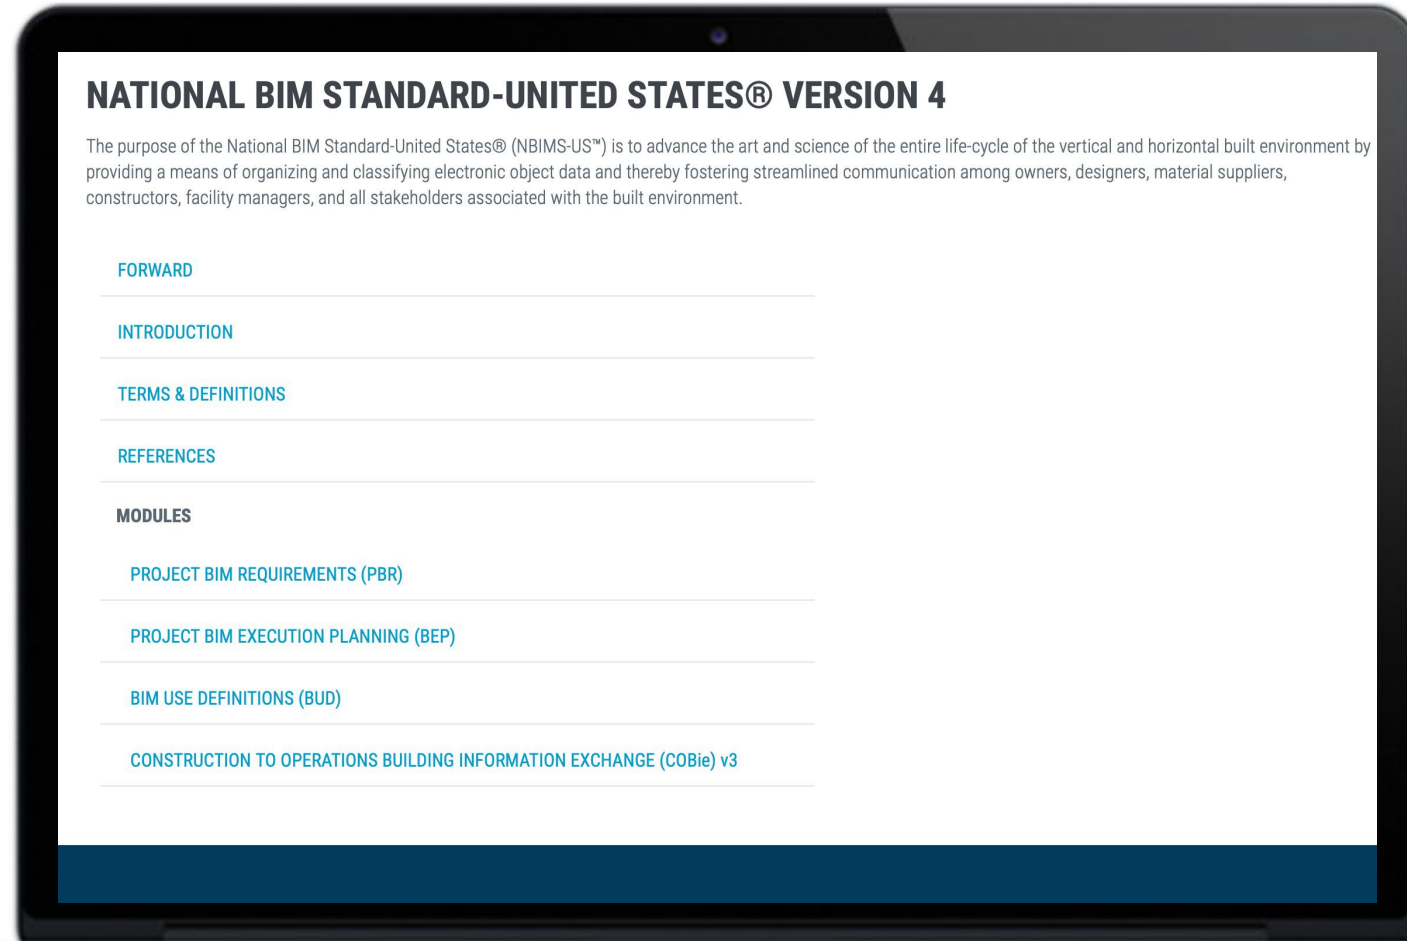 NATIONAL BIM STANDARD-UNITED STATES® VERSION 4
The purpose of the National BIM Standard-United States® (NBIMS-US™) is to advance the art and science of the entire life-cycle of the vertical and horizontal built environment by
providing a means of organizing and classifying electronic object data and thereby fostering streamlined communication among owners, designers, material suppliers,
constructors, facility managers, and all stakeholders associated with the built environment.
FORWARD
INTRODUCTION
TERMS & DEFINITIONS
REFERENCES
MODULES
PROJECT BIM REQUIREMENTS (PBR)
PROJECT BIM EXECUTION PLANNING (BEP)
BIM USE DEFINITIONS (BUD)
CONSTRUCTION TO OPERATIONS BUILDING INFORMATION EXCHANGE (COBie) v3